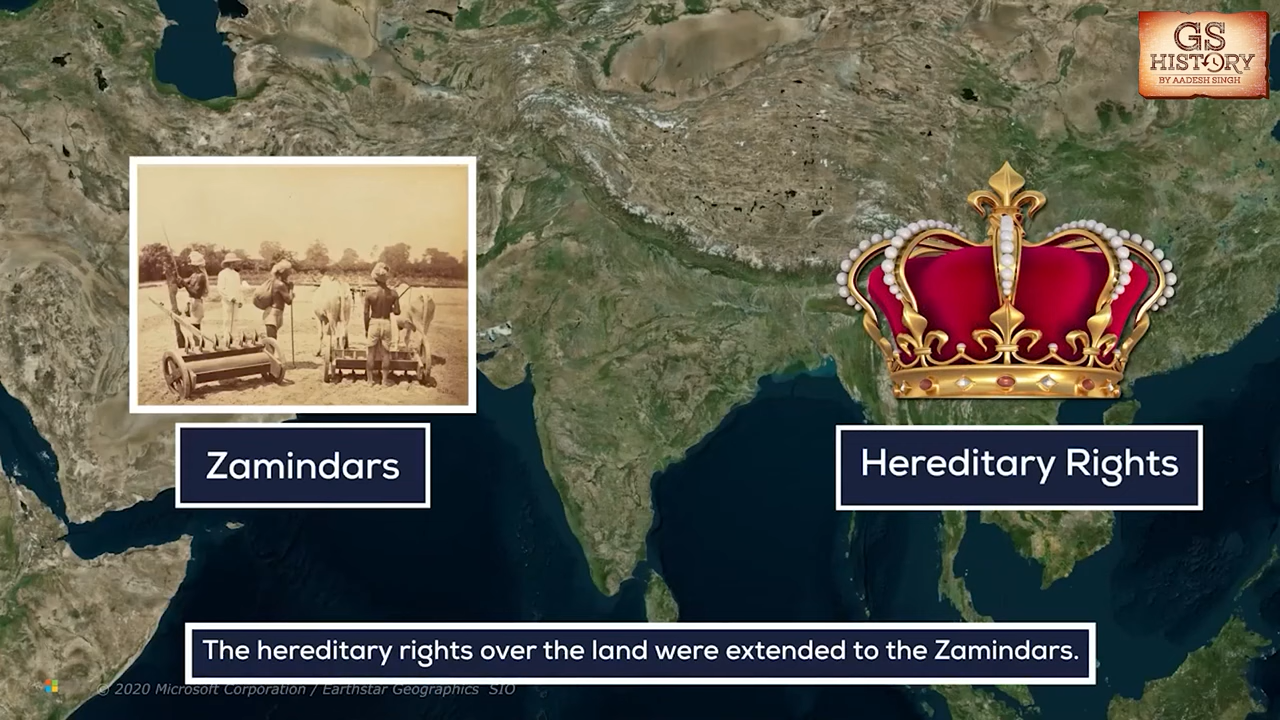 GS
HISTORY
BY AADESH SINGH
Zamindars
Hereditary Rights
The hereditary rights over the land were extended to the Zamindars.
© 2020 Microsoft Corporation / Earthstar Geographics SIO